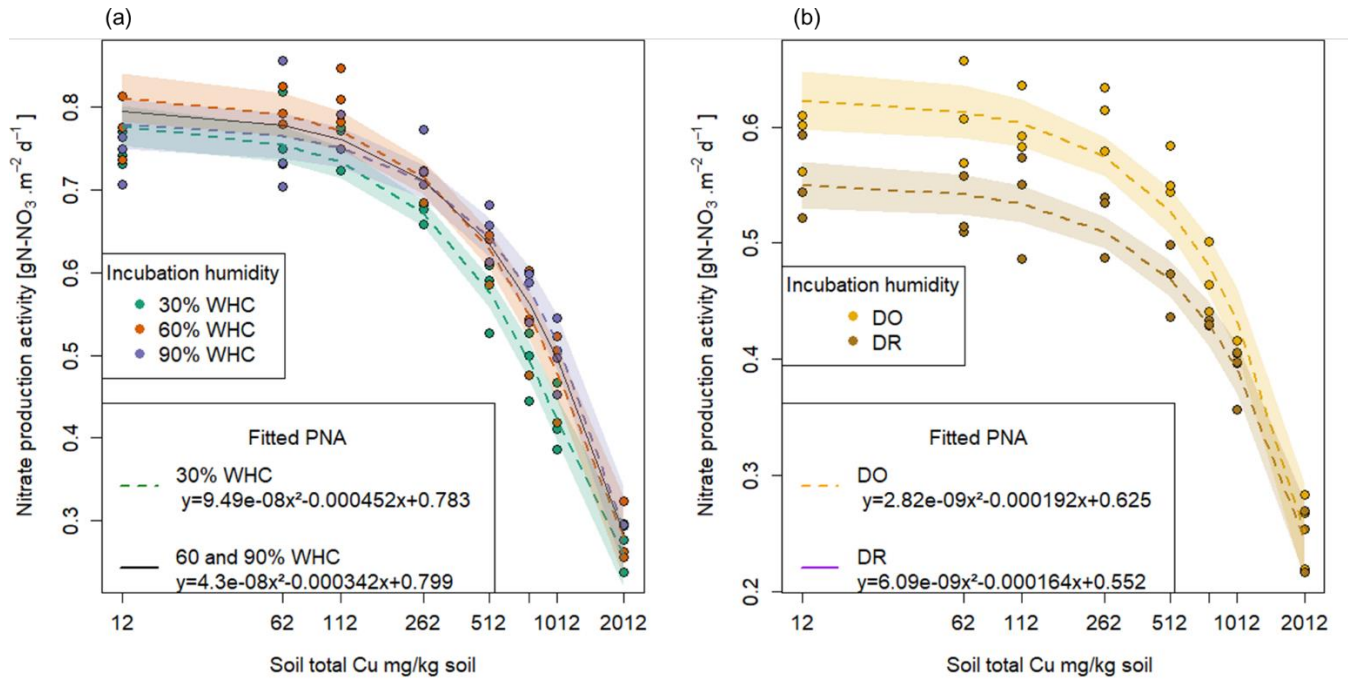 (a)
Nitrate production activity [gN-NO₃.m⁻² d⁻¹ ]
0.8
0.7
0.6
0.5
0.4
0.3
Incubation humidity
30% WHC
60% WHC
90% WHC
Fitted PNA
30% WHC
y=9.49e-08x²-0.000452x+0.783
60 and 90% WHC
y=4.3e-08x²-0.000342x+0.799
12 62 112 262 512 1012 2012
Soil total Cu mg/kg soil
(b)
Nitrate production activity [gN-NO₃.m⁻² d⁻¹ ]
0.6
0.5
0.4
0.3
0.2
Incubation humidity
DO
DR
Fitted PNA
DO
y=2.82e-09x²-0.000192x+0.625
DR
y=6.09e-09x²-0.000164x+0.552
12 62 112 262 512 1012 2012
Soil total Cu mg/kg soil